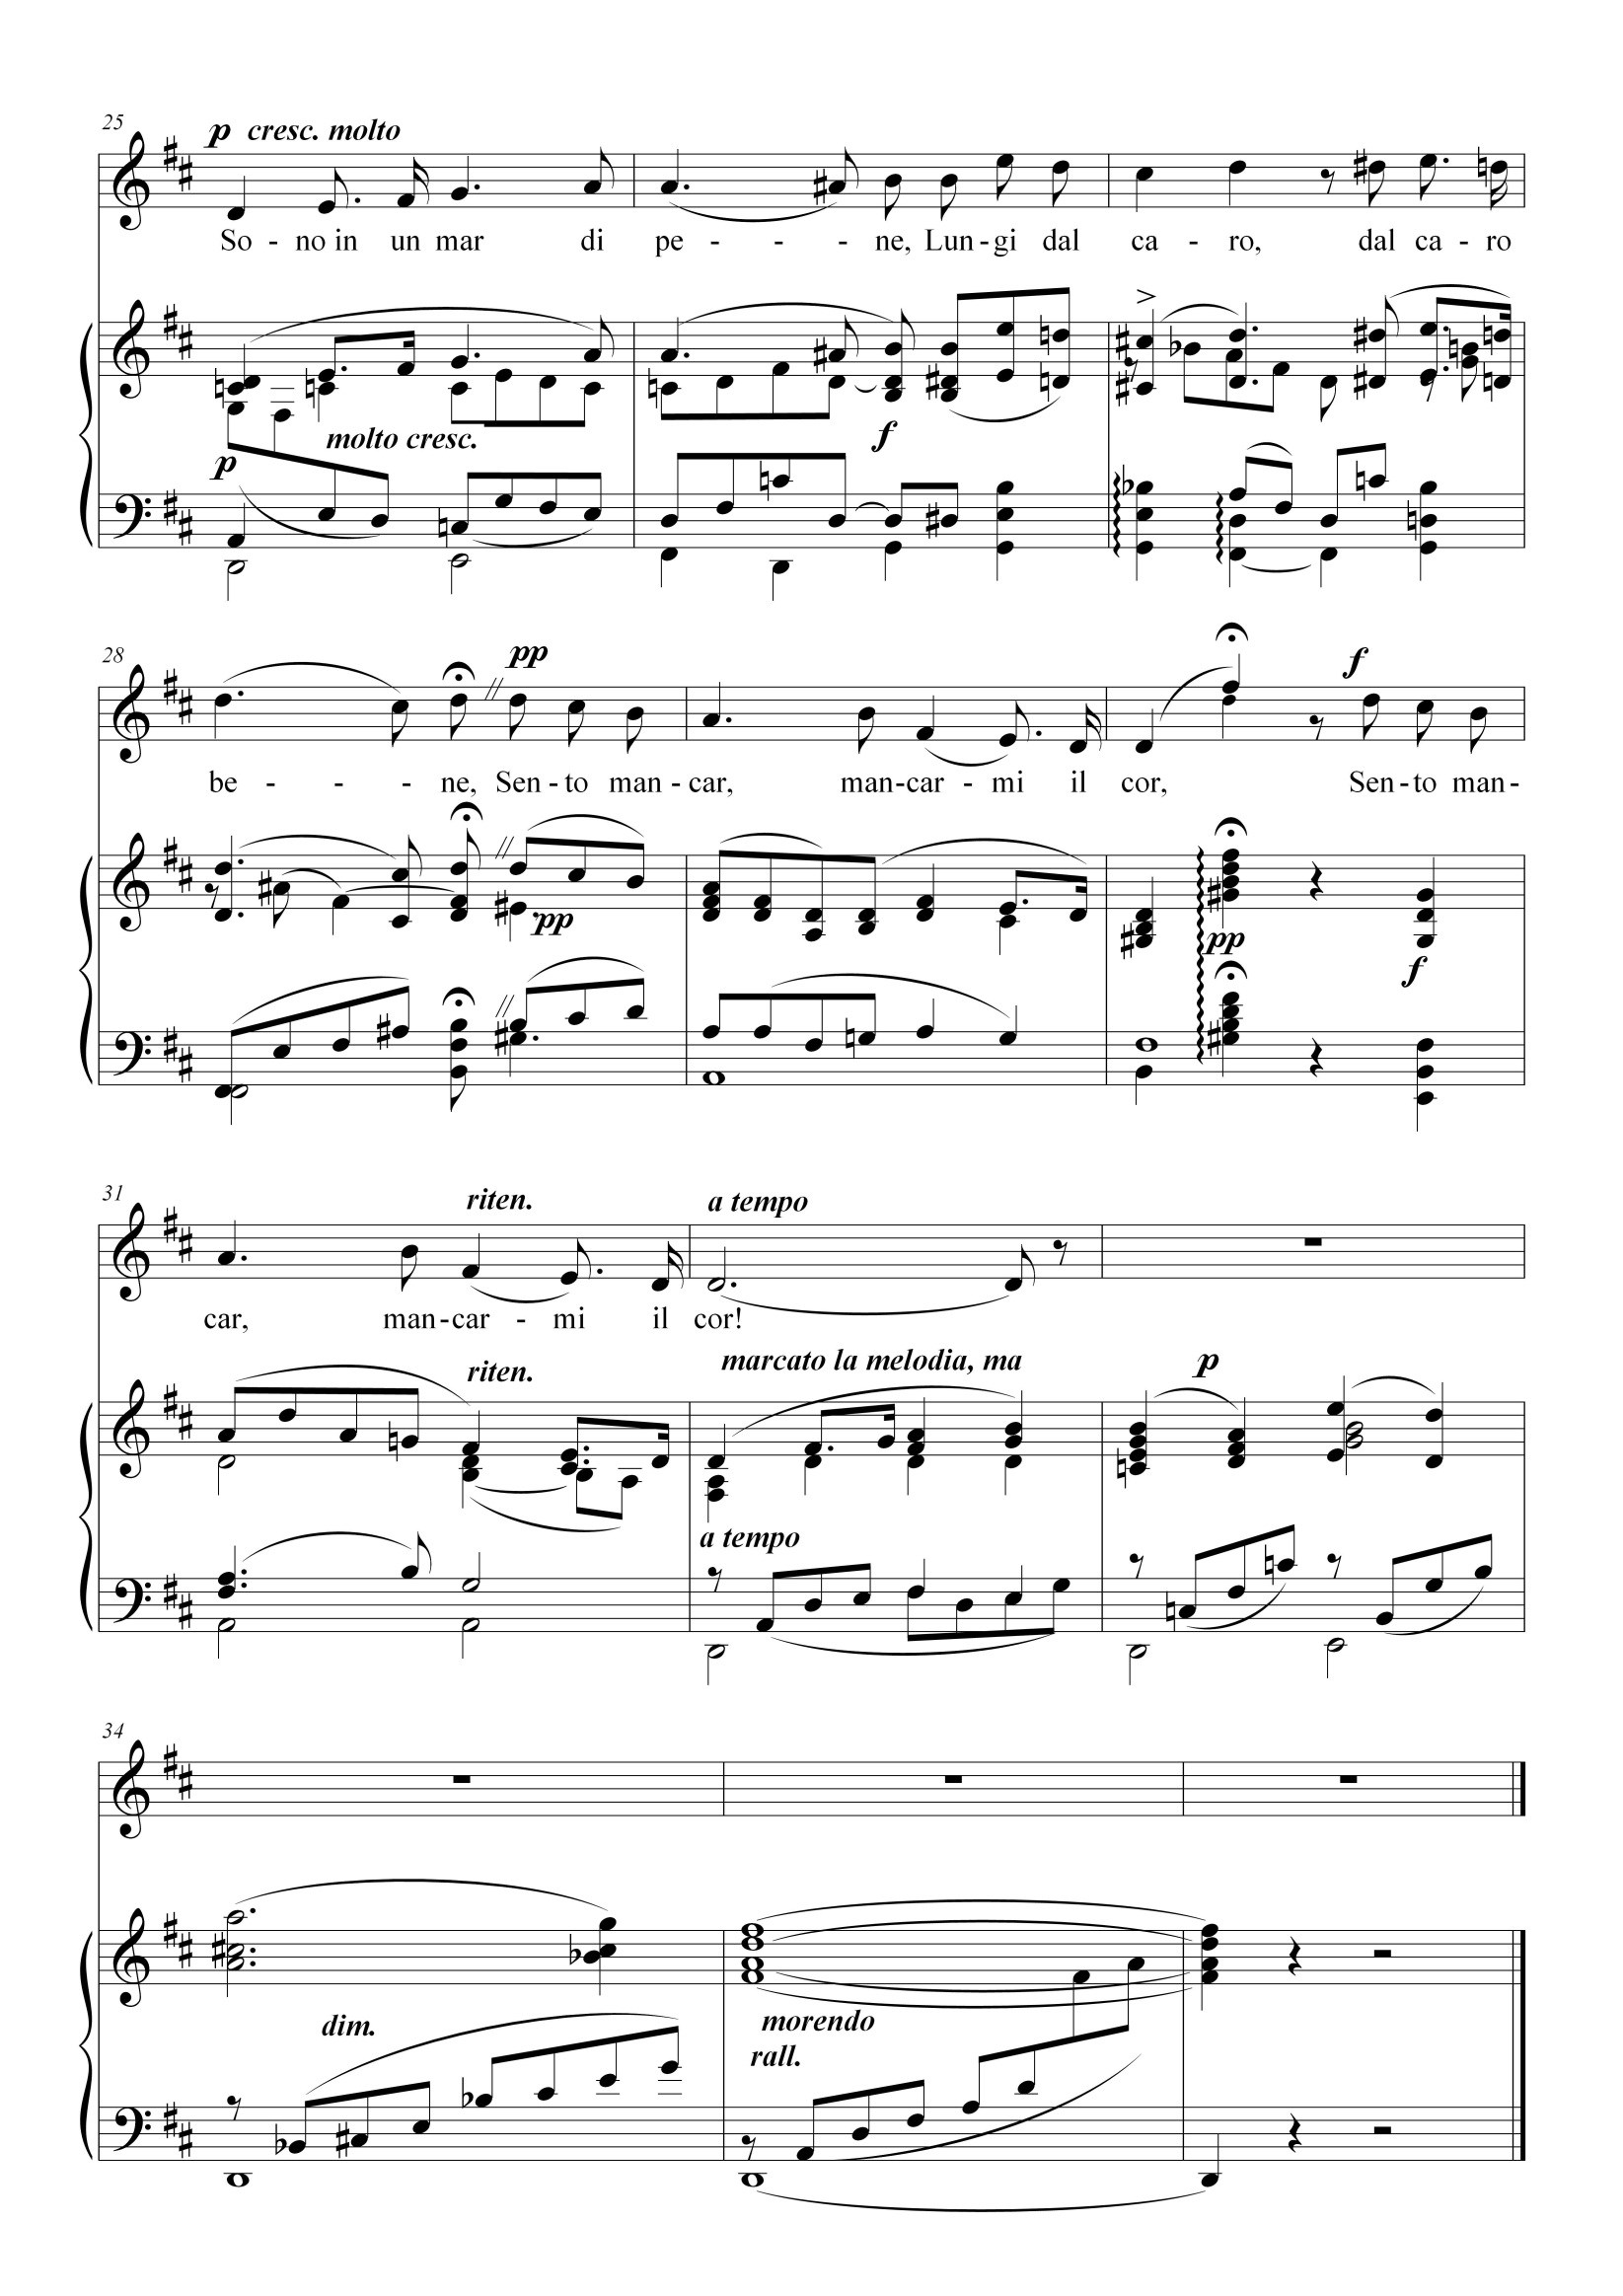 25
p cresc. molto
So - no in un mar di pe - - - ne, Lun - gi dal ca - ro, dal ca - ro
molto cresc.
p
f
28
pp
be - - - ne, Sen - to man - car, man - car - mi il cor, Sen - to man -
f
pp
pp
f
31
riten.
a tempo
car, man - car - mi il cor!
riten.
marcato la melodia, ma
p
a tempo
34
dim.
morendo
rall.